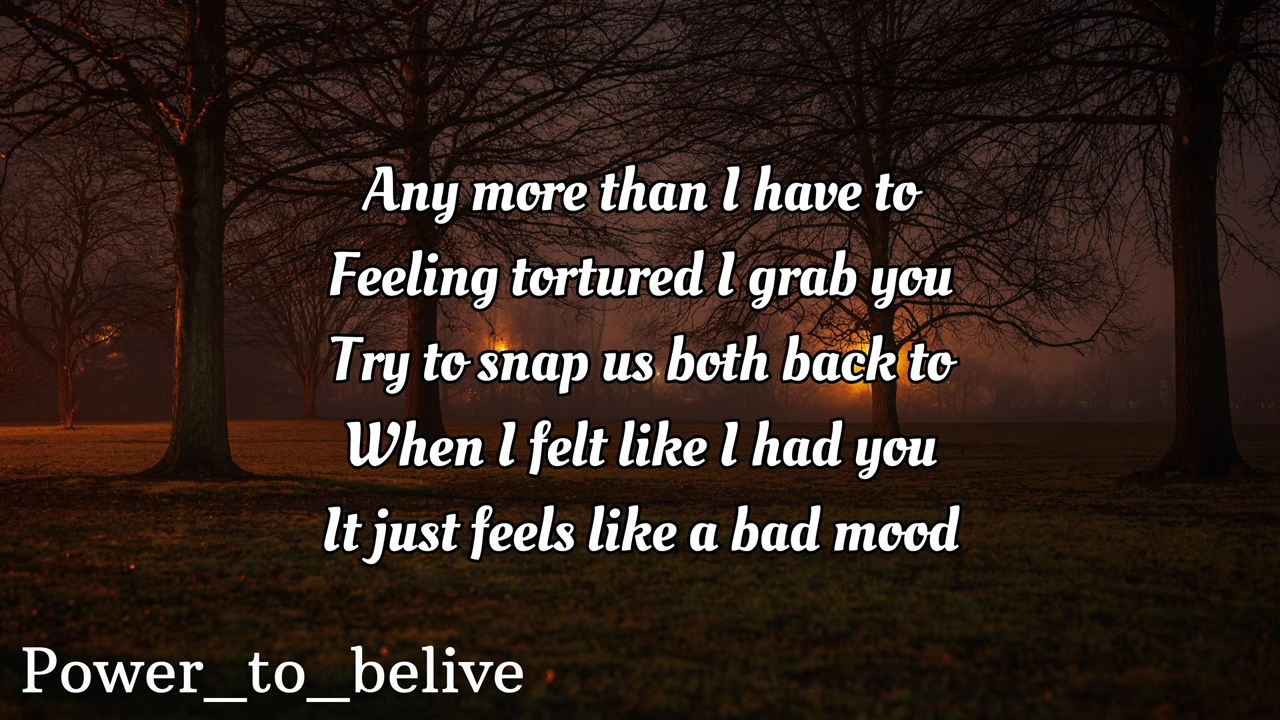 Any more than I have to
Feeling tortured I grab you
Try to snap us both back to
When I felt like I had you
It just feels like a bad mood
Power_to_belive